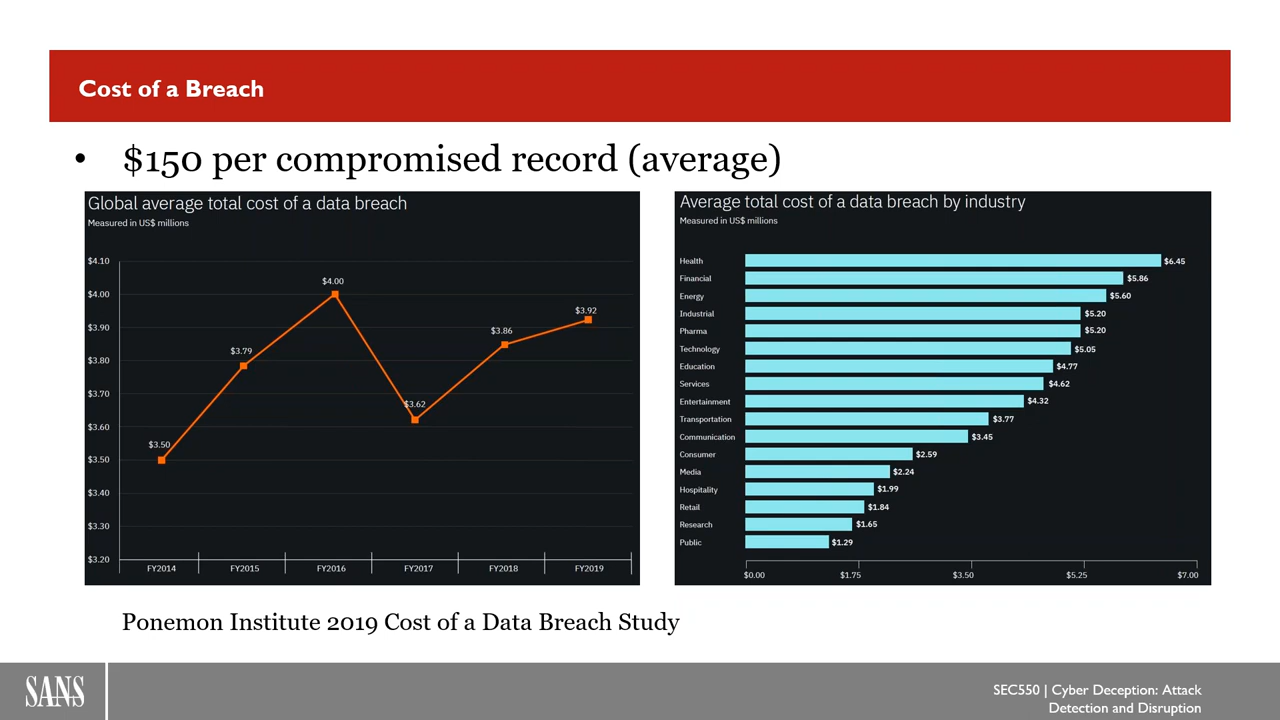 Cost of a Breach
• $150 per compromised record (average)
Global average total cost of a data breach
Measured in US$ millions
$4.10
$4.00
$3.90
$3.80
$3.70
$3.60
$3.50
$3.40
$3.30
$3.20
$3.50
$3.79
$4.00
$3.62
$3.86
$3.92
FY2014 FY2015 FY2016 FY2017 FY2018 FY2019
Average total cost of a data breach by industry
Measured in US$ millions
Health $6.45
Financial $5.86
Energy $5.60
Industrial $5.20
Pharma $5.20
Technology $5.05
Education $4.77
Services $4.62
Entertainment $4.32
Transportation $3.77
Communication $3.45
Consumer $2.59
Media $2.24
Hospitality $1.99
Retail $1.84
Research $1.65
Public $1.29
$0.00 $1.75 $3.50 $5.25 $7.00
Ponemon Institute 2019 Cost of a Data Breach Study
SANS
SEC550 | Cyber Deception: Attack
Detection and Disruption